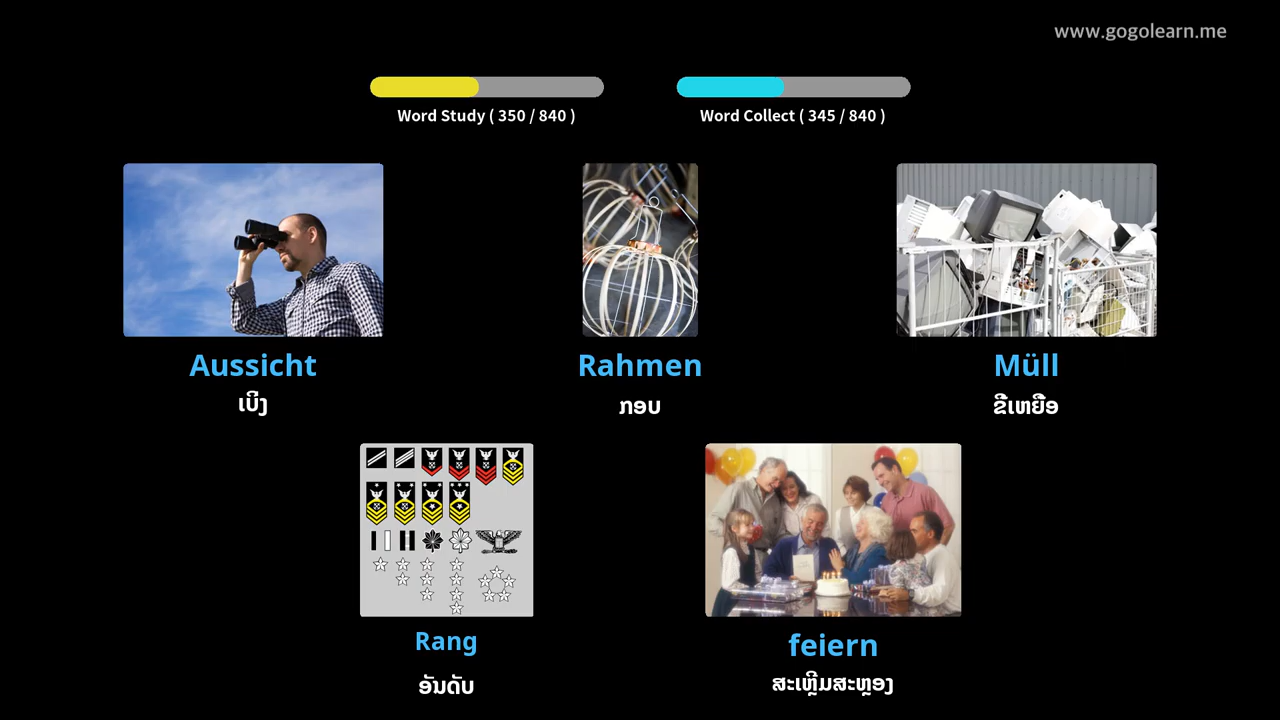 www.gogolearn.me
Word Study ( 350 / 840 )
Word Collect ( 345 / 840 )
Aussicht
ເບິ່ງ
Rahmen
ກອບ
Müll
ຂີ້ເຫຍື້ອ
Rang
ອັນດັບ
feiern
ສະເຫຼີມສະຫຼອງ